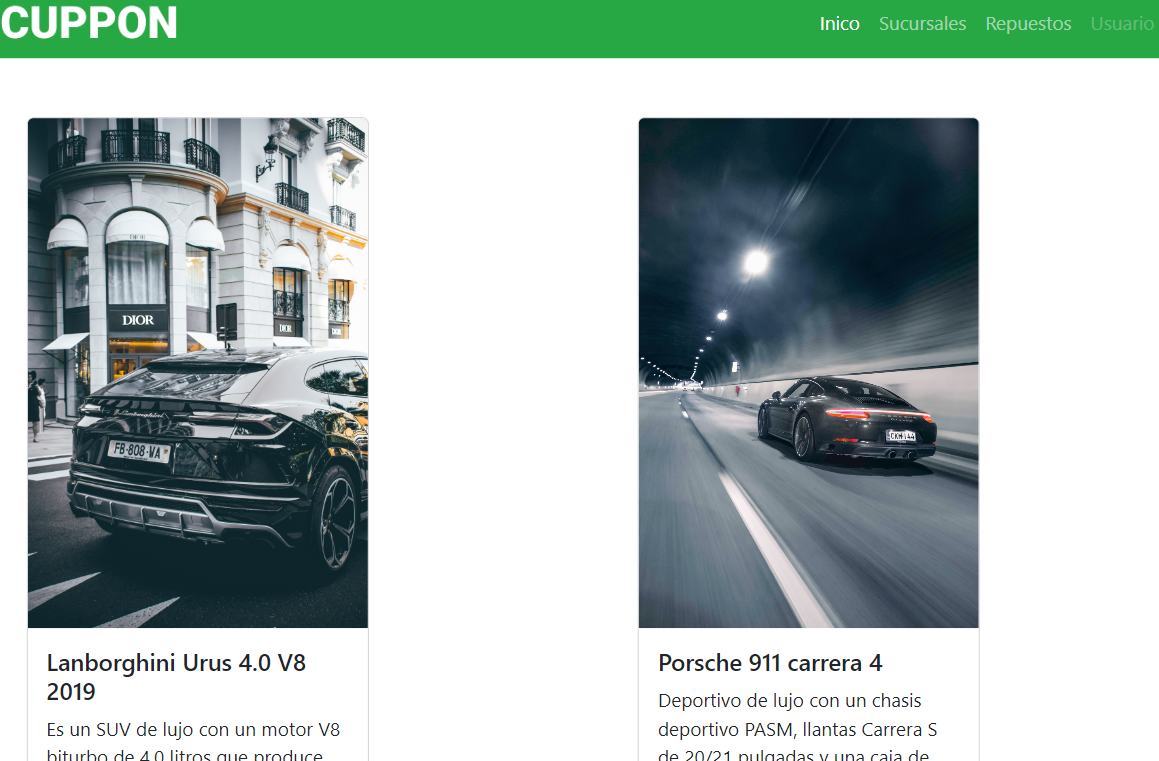 CUPPON
Inico Sucursales Repuestos Usuario
DIOR
DIOR
DIOR
Lamborghini
FB-808-VA
Lanborghini Urus 4.0 V8
2019
Es un SUV de lujo con un motor V8
biturbo de 4.0 litros que produce
Porsche 911 carrera 4
Deportivo de lujo con un chasis
deportivo PASM, llantas Carrera S
de 20/21 pulgadas y una caja de